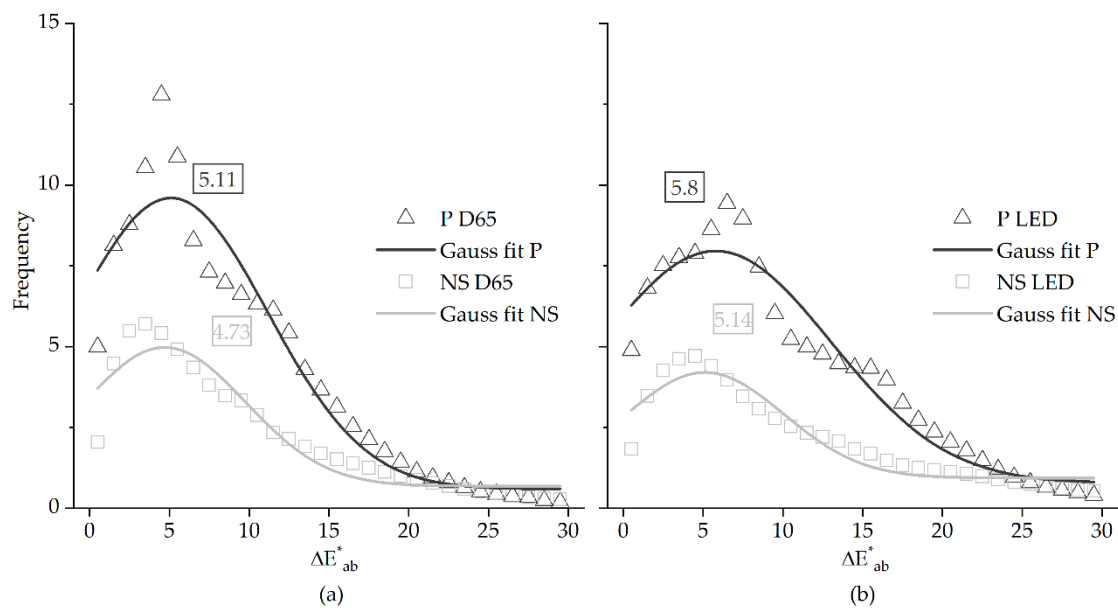 15
10
5
0
Frequency
5.11
4.73
P D65
Gauss fit P
NS D65
Gauss fit NS
0 5 10 15 20 25 30
ΔE*ab
(a)
5.8
5.14
P LED
Gauss fit P
NS LED
Gauss fit NS
0 5 10 15 20 25 30
ΔE*ab
(b)